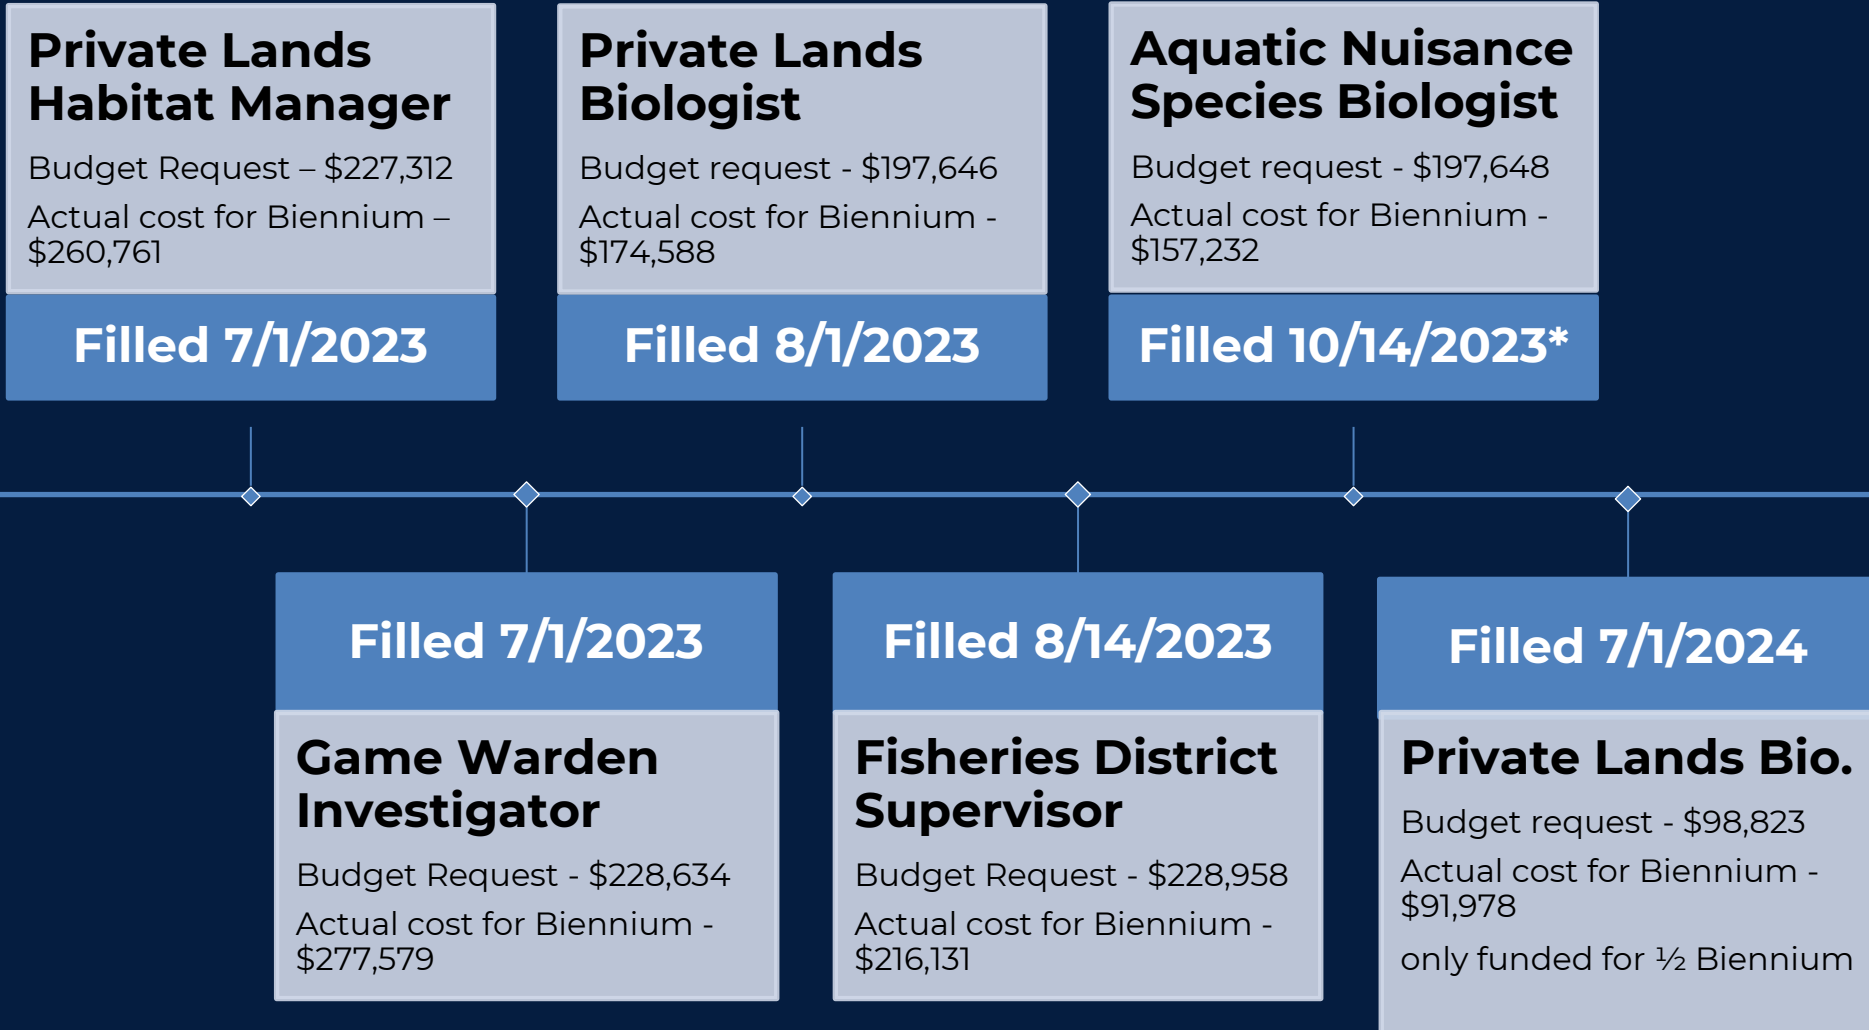 Private Lands
Habitat Manager
Budget Request – $227,312
Actual cost for Biennium –
$260,761
Filled 7/1/2023
Private Lands
Biologist
Budget request - $197,646
Actual cost for Biennium -
$174,588
Filled 8/1/2023
Aquatic Nuisance
Species Biologist
Budget request - $197,648
Actual cost for Biennium -
$157,232
Filled 10/14/2023*
Filled 7/1/2023
Game Warden
Investigator
Budget Request - $228,634
Actual cost for Biennium -
$277,579
Filled 8/14/2023
Fisheries District
Supervisor
Budget Request - $228,958
Actual cost for Biennium -
$216,131
Filled 7/1/2024
Private Lands Bio.
Budget request - $98,823
Actual cost for Biennium -
$91,978
only funded for ½ Biennium